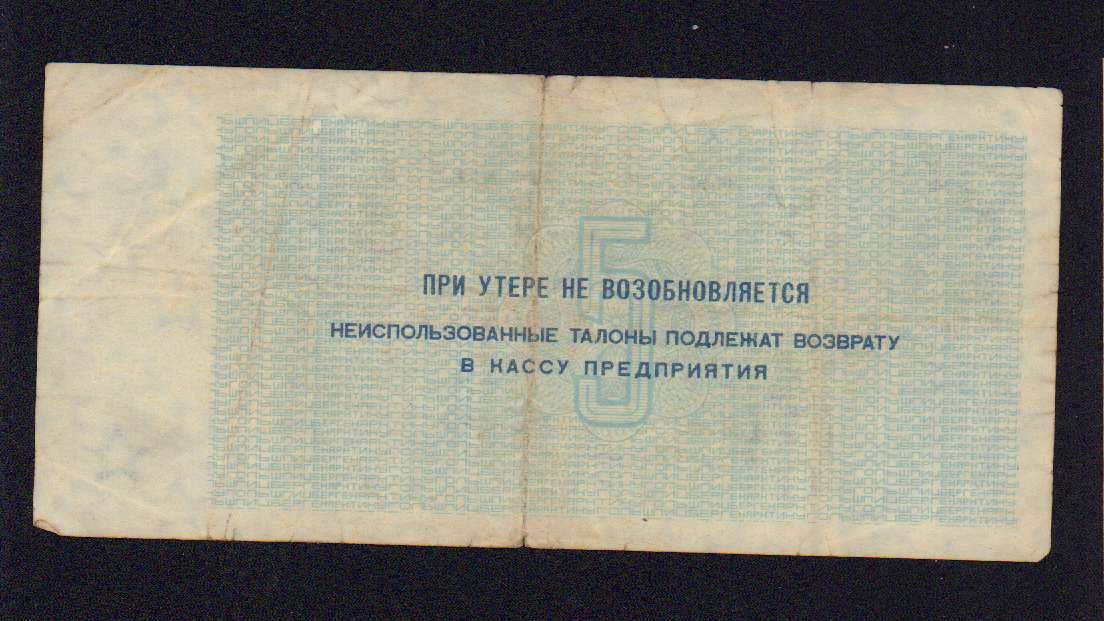 5
ПРИ УТЕРЕ НЕ ВОЗОБНОВЛЯЕТСЯ
НЕИСПОЛЬЗОВАННЫЕ ТАЛОНЫ ПОДЛЕЖАТ ВОЗВРАТУ
В КАССУ ПРЕДПРИЯТИЯ